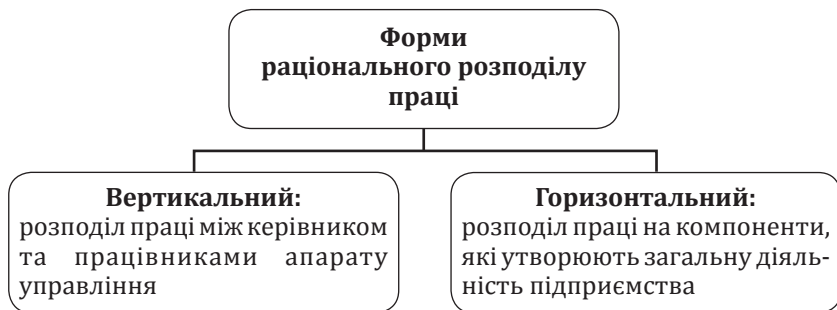 Форми
раціонального розподілу
праці
Вертикальний:
розподіл праці між керівником
та працівниками апарату
управління
Горизонтальний:
розподіл праці на компоненти,
які утворюють загальну діяль-
ність підприємства